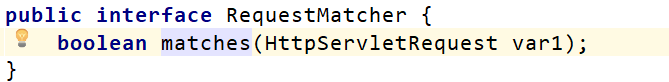 public interface RequestMatcher {
    boolean matches(HttpServletRequest var1);
}